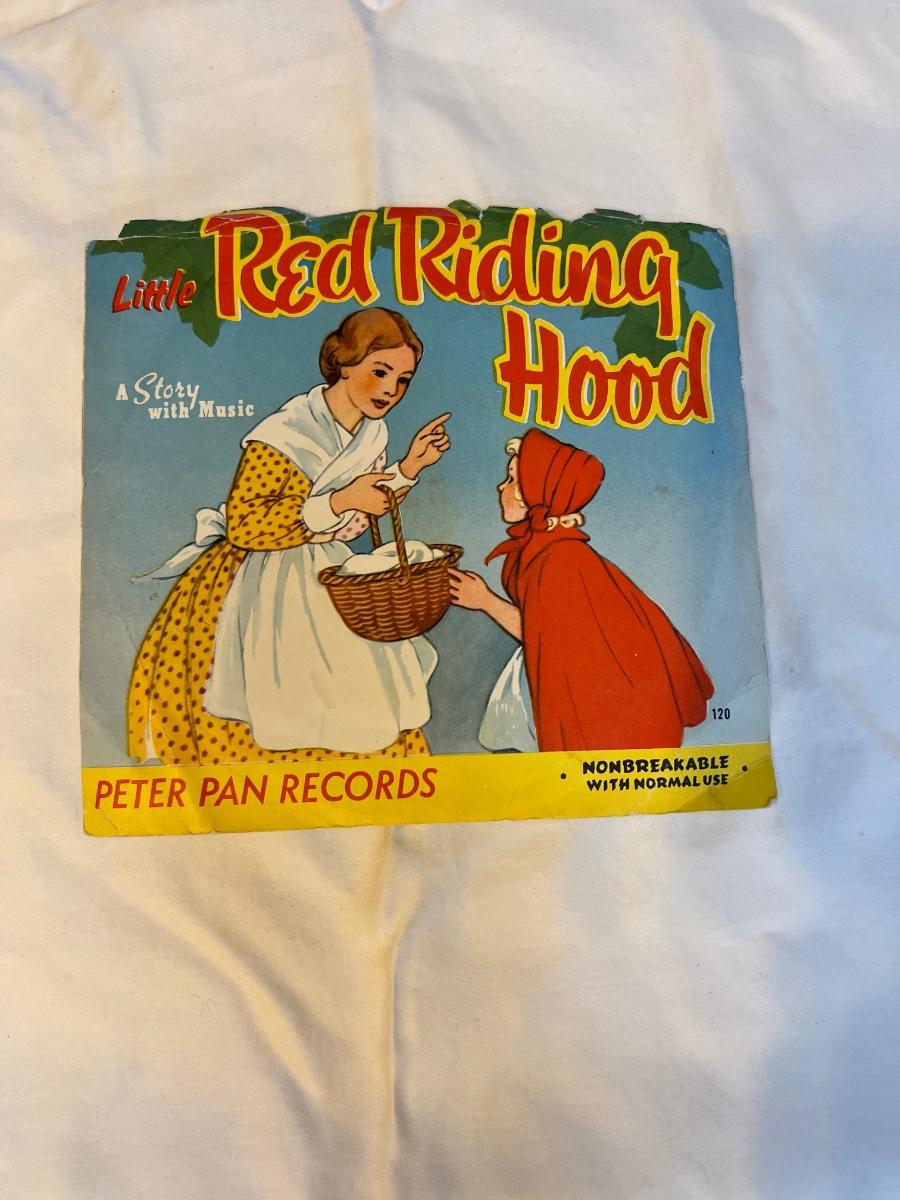 Little Red Riding
Hood
A Story
with Music
120
PETER PAN RECORDS
• NONBREAKABLE •
WITH NORMAL USE